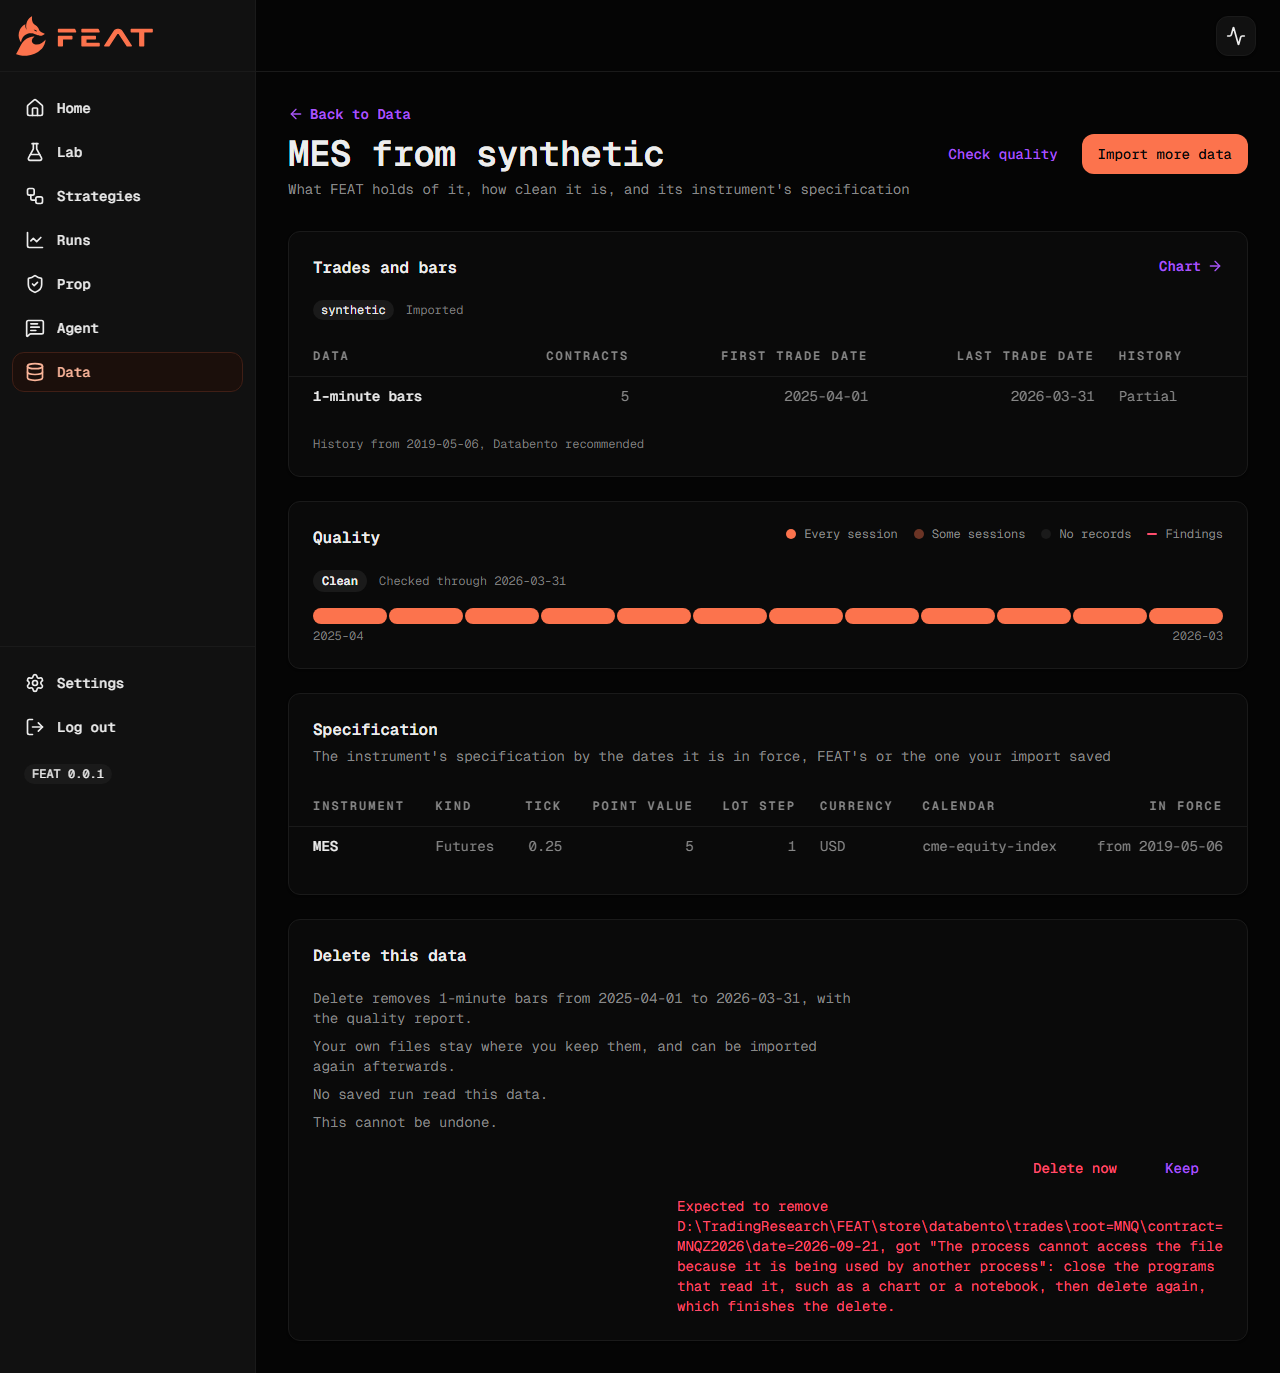 FEAT
Home
Lab
Strategies
Runs
Prop
Agent
Data
Settings
Log out
FEAT 0.0.1
← Back to Data
MES from synthetic
What FEAT holds of it, how clean it is, and its instrument's specification
Check quality
Import more data
Trades and bars
Chart →
synthetic Imported
DATA CONTRACTS FIRST TRADE DATE LAST TRADE DATE HISTORY
1-minute bars 5 2025-04-01 2026-03-31 Partial
History from 2019-05-06, Databento recommended
Quality
Every session Some sessions No records Findings
Clean Checked through 2026-03-31
2025-04 2026-03
Specification
The instrument's specification by the dates it is in force, FEAT's or the one your import saved
INSTRUMENT KIND TICK POINT VALUE LOT STEP CURRENCY CALENDAR IN FORCE
MES Futures 0.25 5 1 USD cme-equity-index from 2019-05-06
Delete this data
Delete removes 1-minute bars from 2025-04-01 to 2026-03-31, with
the quality report.
Your own files stay where you keep them, and can be imported
again afterwards.
No saved run read this data.
This cannot be undone.
Delete now Keep
Expected to remove
D:\TradingResearch\FEAT\store\databento\trades\root=MNQ\contract=
MNQZ2026\date=2026-09-21, got "The process cannot access the file
because it is being used by another process": close the programs
that read it, such as a chart or a notebook, then delete again,
which finishes the delete.